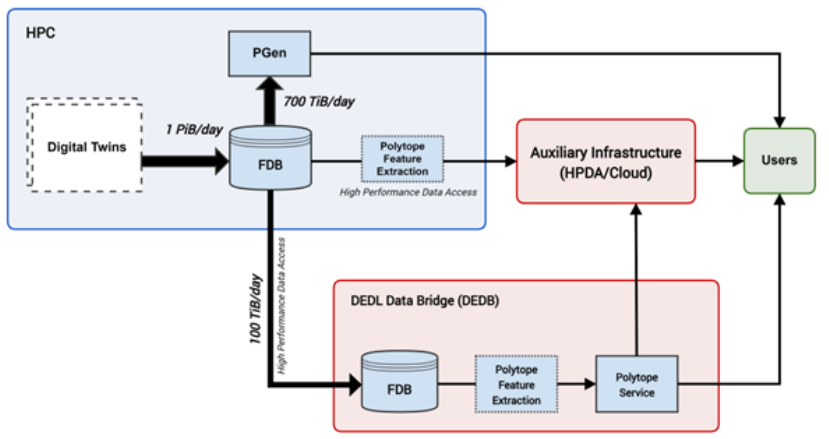 HPC
PGen
700 TiB/day
1 PiB/day
Digital Twins
FDB
Polytope
Feature
Extraction
High Performance Data Access
Auxiliary Infrastructure
(HPDA/Cloud)
Users
100 TiB/day
High Performance Data Access
DEDL Data Bridge (DEDB)
FDB
Polytope
Feature
Extraction
Polytope
Service